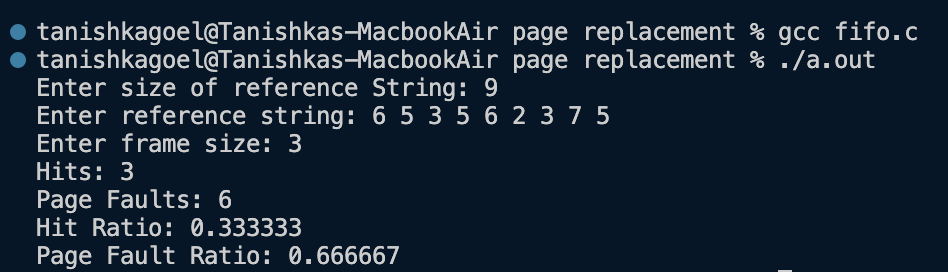 tanishkagoel@Tanishkas-MacbookAir page replacement % gcc fifo.c
tanishkagoel@Tanishkas-MacbookAir page replacement % ./a.out
Enter size of reference String: 9
Enter reference string: 6 5 3 5 6 2 3 7 5
Enter frame size: 3
Hits: 3
Page Faults: 6
Hit Ratio: 0.333333
Page Fault Ratio: 0.666667